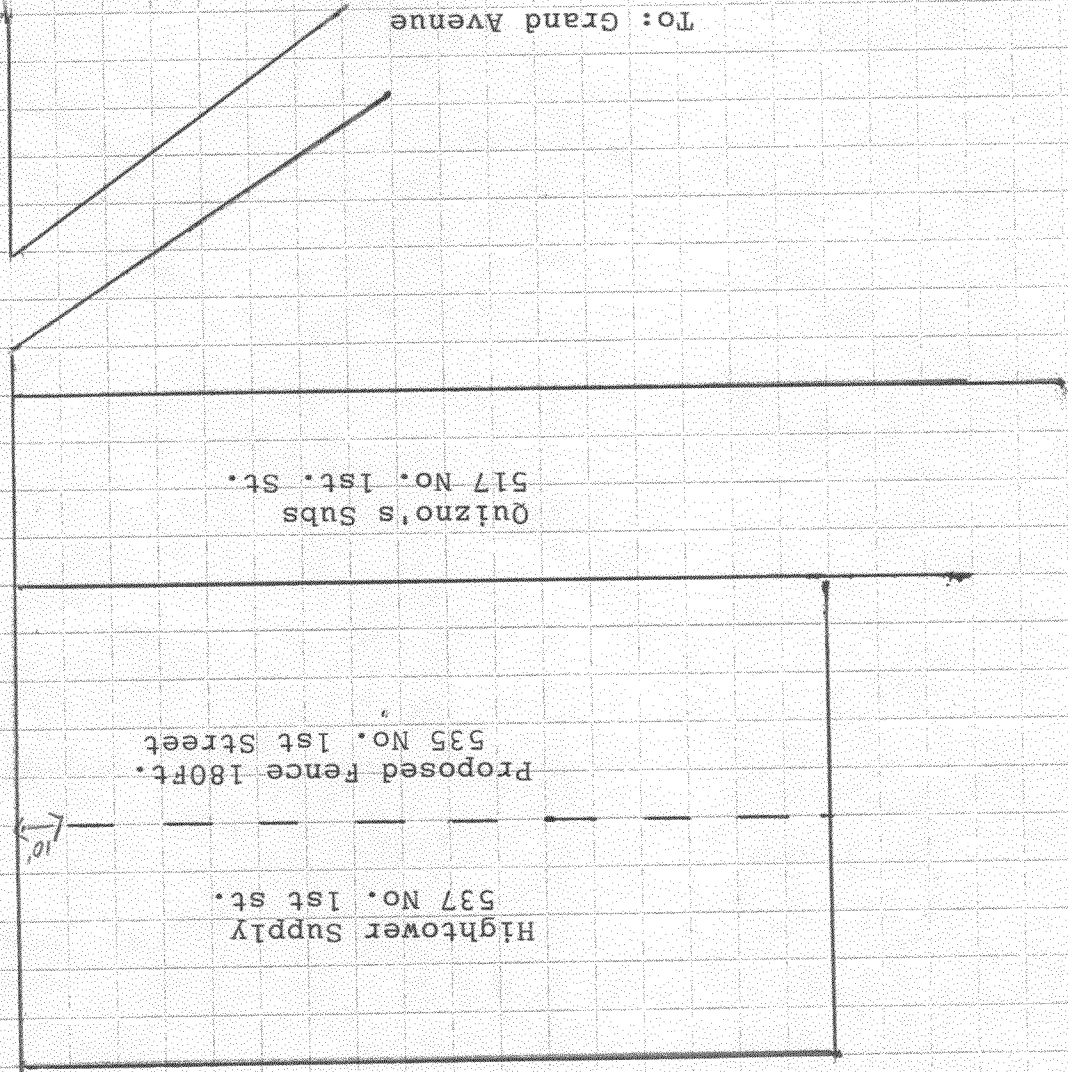 Hightower Supply
537 No. 1st st.
10'
Proposed Fence 180Ft.
535 No. 1st Street
Quizno's Subs
517 No. 1st. St.
To: Grand Avenue